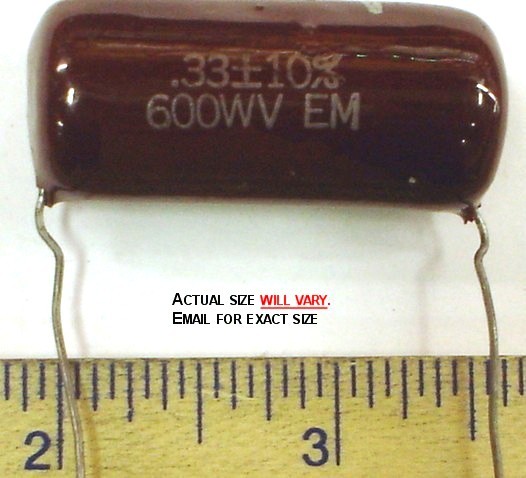 .33±10%
600WV EM
ACTUAL SIZE WILL VARY.
EMAIL FOR EXACT SIZE
2 3